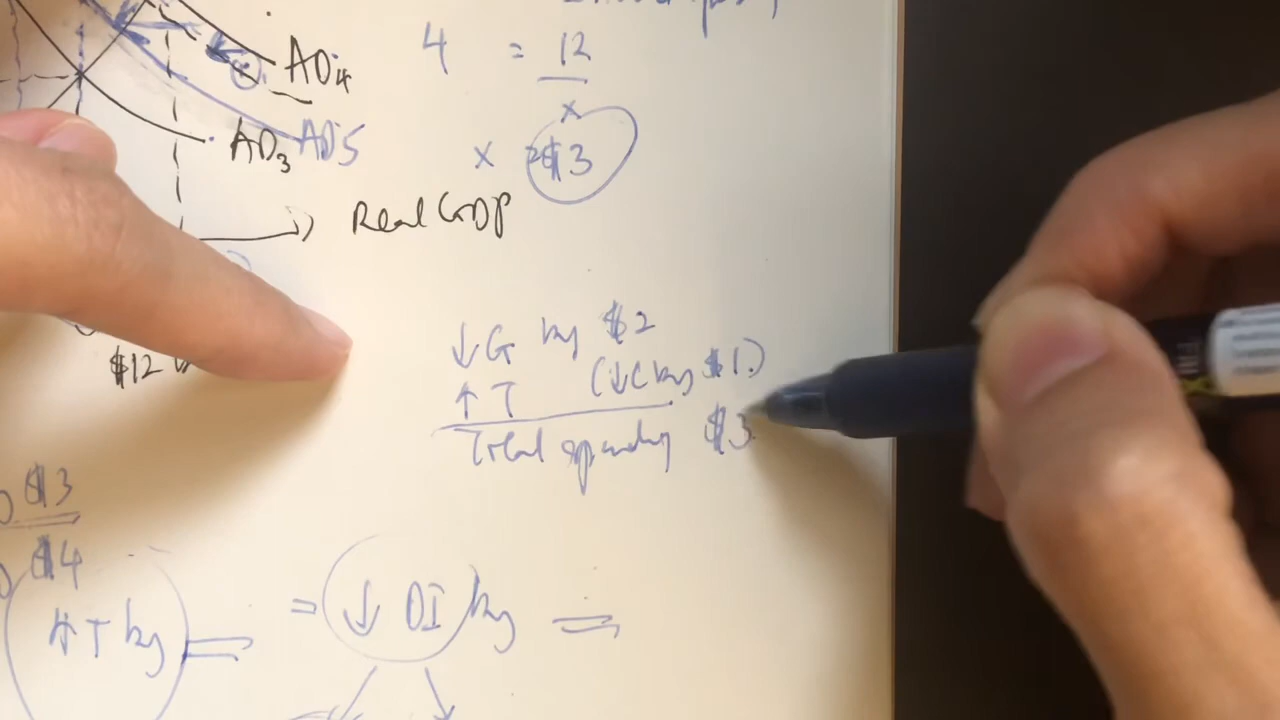 AD4
4 = 12
x
AD3 AD5
x $3
Real GDP
↓G by $2
$12
↑T (↓C by $1)
Total spending $3
$3
$4
↑T by = = ↓ DI by =